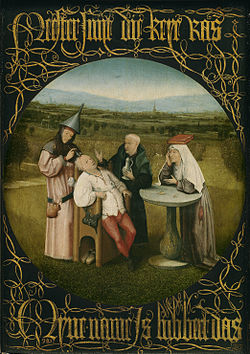 Meester snyt die keye ras
Myne name Is lubbert das